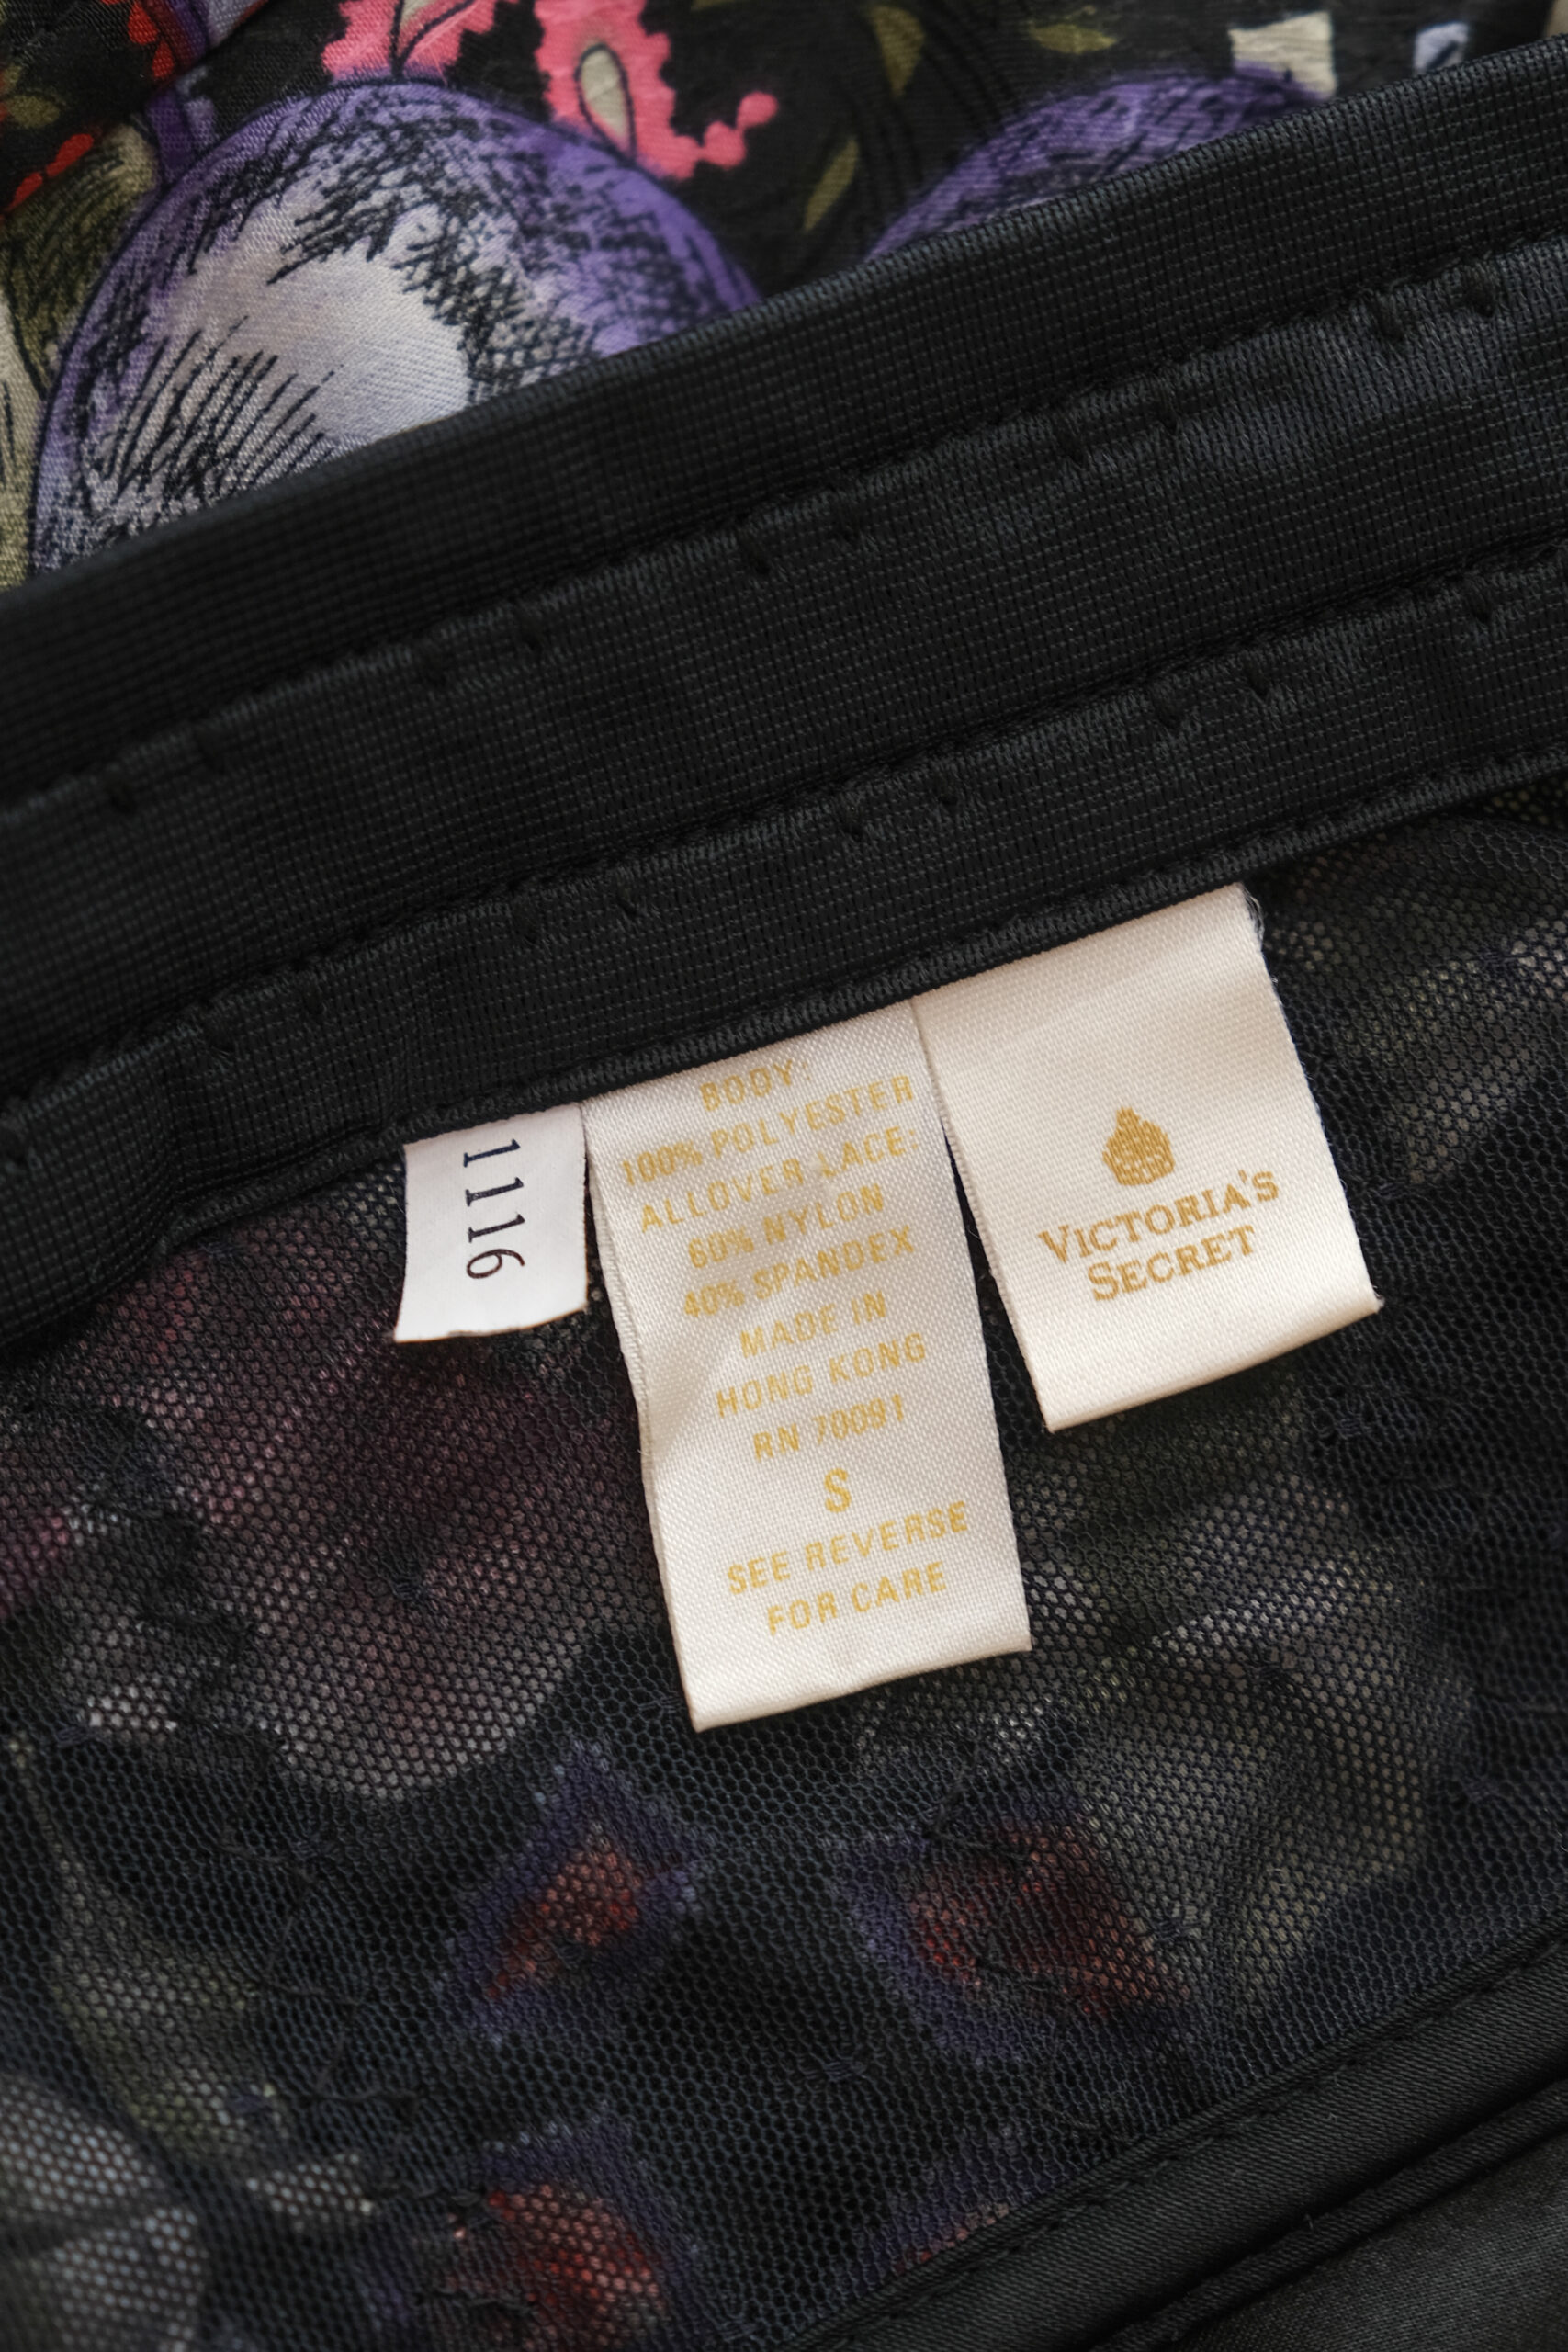 1116
BODY:
100% POLYESTER
ALLOVER LACE:
60% NYLON
40% SPANDEX
MADE IN
HONG KONG
RN 70091
S
SEE REVERSE
FOR CARE
VICTORIA'S
SECRET